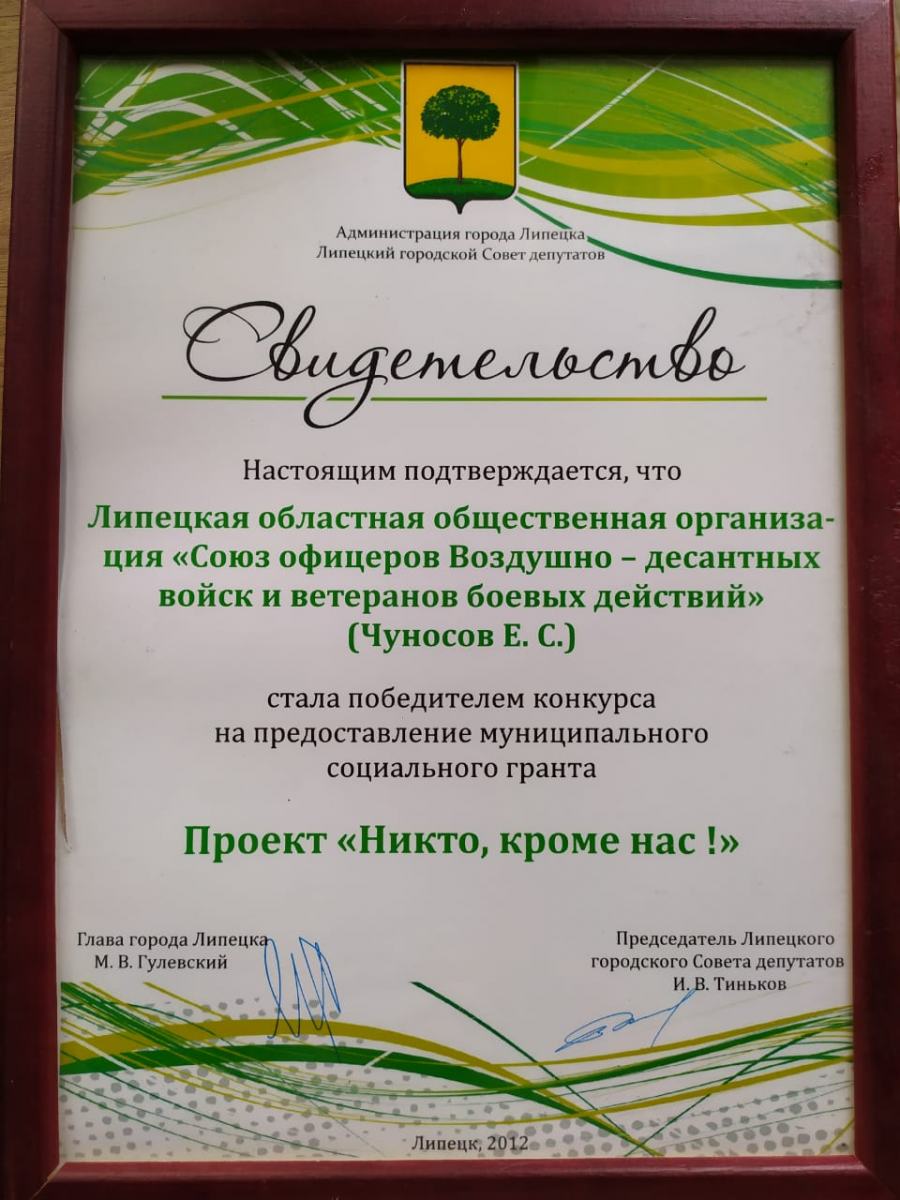 Администрация города Липецка
Липецкий городской Совет депутатов
Свидетельство
Настоящим подтверждается, что
Липецкая областная общественная организа-
ция «Союз офицеров Воздушно – десантных
войск и ветеранов боевых действий»
(Чуносов Е. С.)
стала победителем конкурса
на предоставление муниципального
социального гранта
Проект «Никто, кроме нас !»
Глава города Липецка
М. В. Гулевский
Председатель Липецкого
городского Совета депутатов
И. В. Тиньков
Липецк, 2012